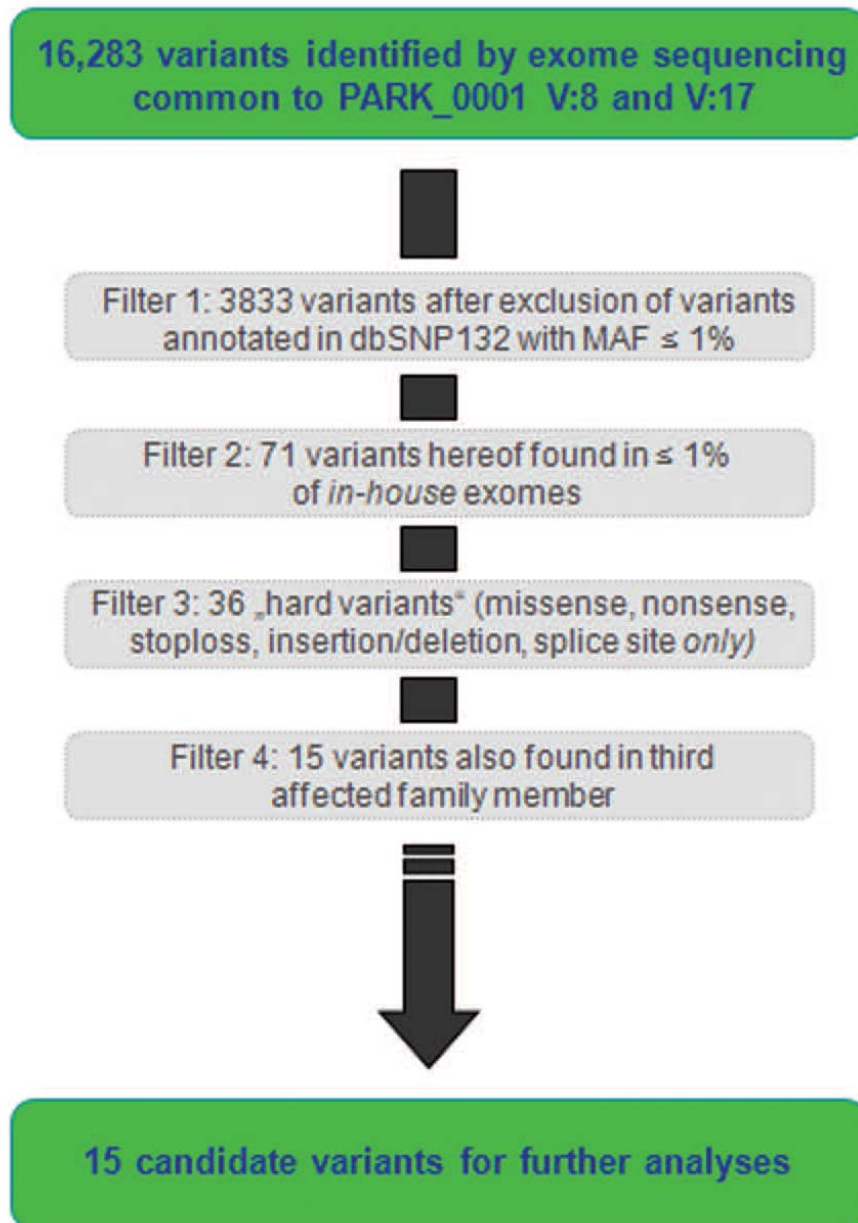 16,283 variants identified by exome sequencing
common to PARK_0001 V:8 and V:17
Filter 1: 3833 variants after exclusion of variants
annotated in dbSNP132 with MAF ≤ 1%
Filter 2: 71 variants hereof found in ≤ 1%
of in-house exomes
Filter 3: 36 „hard variants“ (missense, nonsense,
stoploss, insertion/deletion, splice site only)
Filter 4: 15 variants also found in third
affected family member
15 candidate variants for further analyses